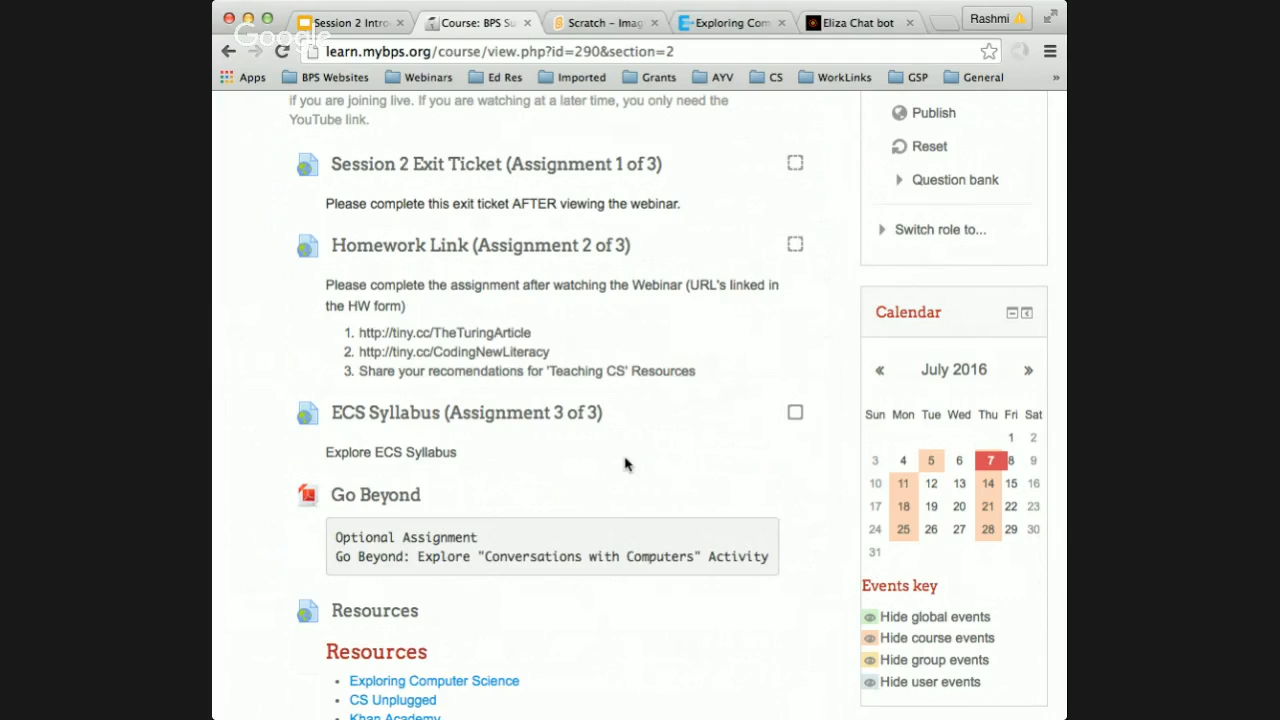 Session 2 Intro
Course: BPS Su
Scratch – Imag
Exploring Com
Eliza Chat bot
Rashmi
Google
learn.mybps.org/course/view.php?id=290&section=2
Apps
BPS Websites
Webinars
Ed Res
Imported
Grants
AYV
CS
WorkLinks
GSP
General
»
if you are joining live. If you are watching at a later time, you only need the
YouTube link.
Session 2 Exit Ticket (Assignment 1 of 3)
Please complete this exit ticket AFTER viewing the webinar.
Homework Link (Assignment 2 of 3)
Please complete the assignment after watching the Webinar (URL's linked in
the HW form)
1. http://tiny.cc/TheTuringArticle
2. http://tiny.cc/CodingNewLiteracy
3. Share your recomendations for 'Teaching CS' Resources
ECS Syllabus (Assignment 3 of 3)
Explore ECS Syllabus
Go Beyond
Optional Assignment
Go Beyond: Explore "Conversations with Computers" Activity
Resources
Resources
• Exploring Computer Science
• CS Unplugged
• Khan Academy
Publish
Reset
Question bank
Switch role to...
Calendar
« July 2016 »
Sun Mon Tue Wed Thu Fri Sat
1 2
3 4 5 6 7 8 9
10 11 12 13 14 15 16
17 18 19 20 21 22 23
24 25 26 27 28 29 30
31
Events key
Hide global events
Hide course events
Hide group events
Hide user events